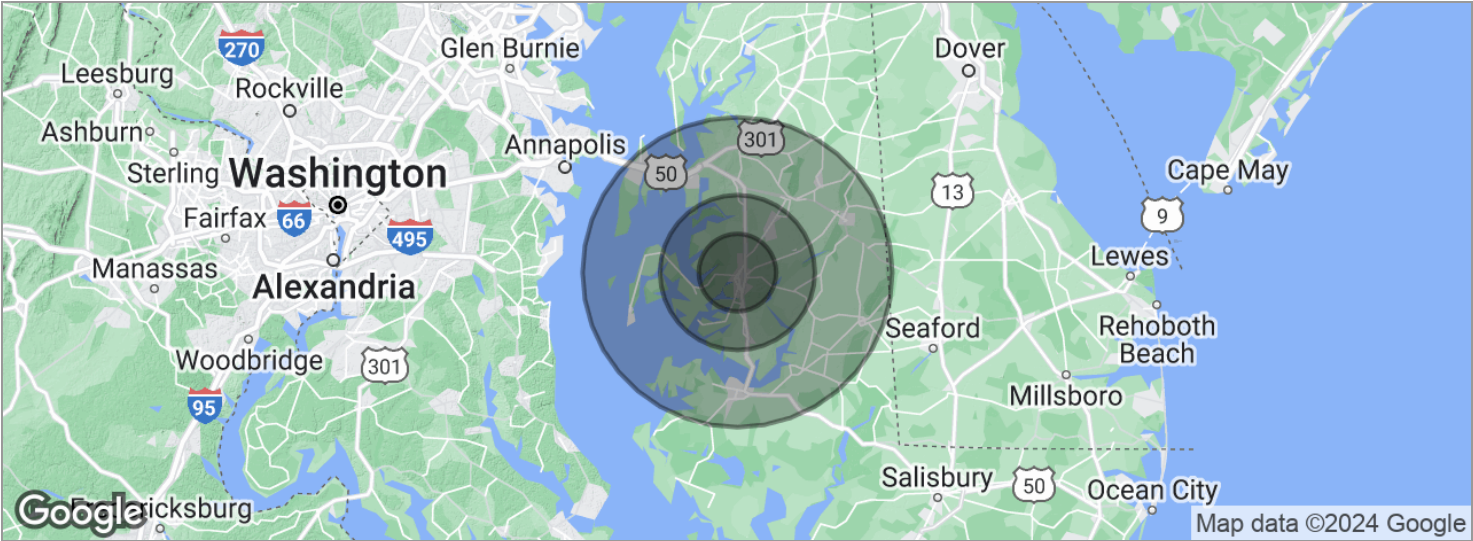 270
Glen Burnie
Dover
Leesburg
Rockville
Ashburn
301
Annapolis
50
Cape May
Sterling
Washington
13
Fairfax
66
9
495
Lewes
Manassas
Alexandria
Seaford
Rehoboth
Beach
Woodbridge
301
Millsboro
95
Salisbury
50
Ocean City
Google
Map data ©2024 Google